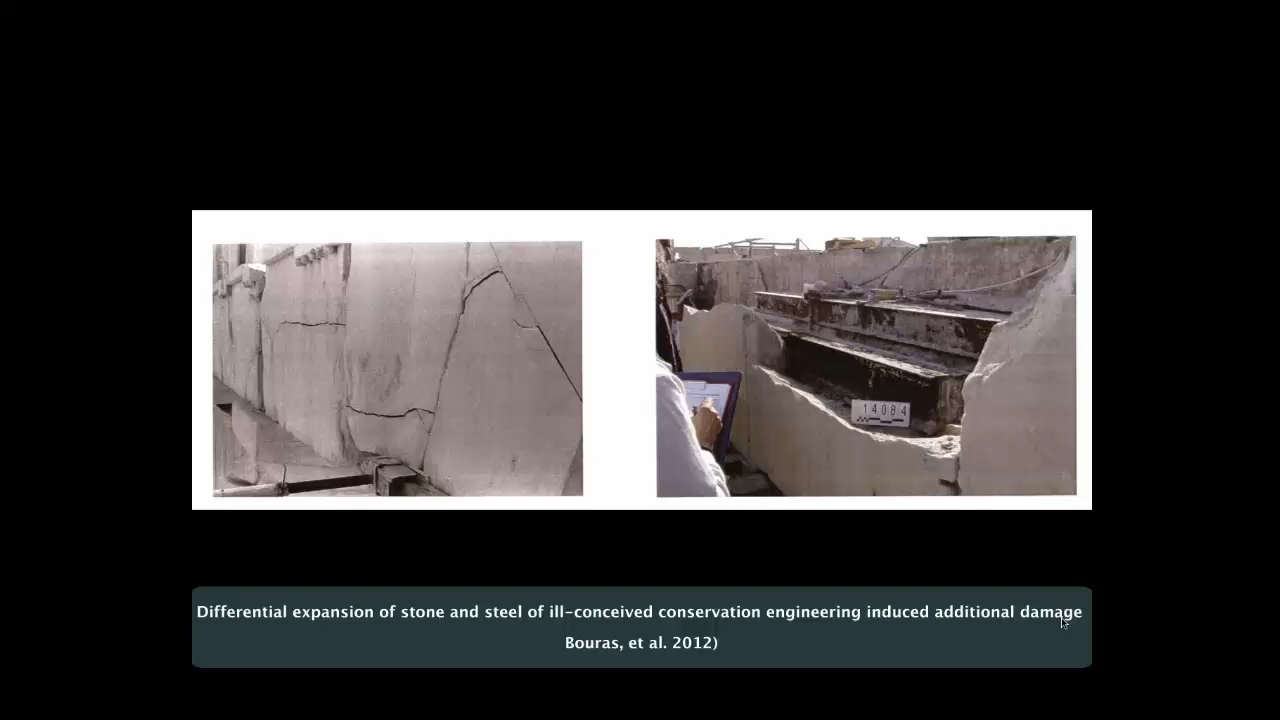 14084
Differential expansion of stone and steel of ill-conceived conservation engineering induced additional damage
Bouras, et al. 2012)